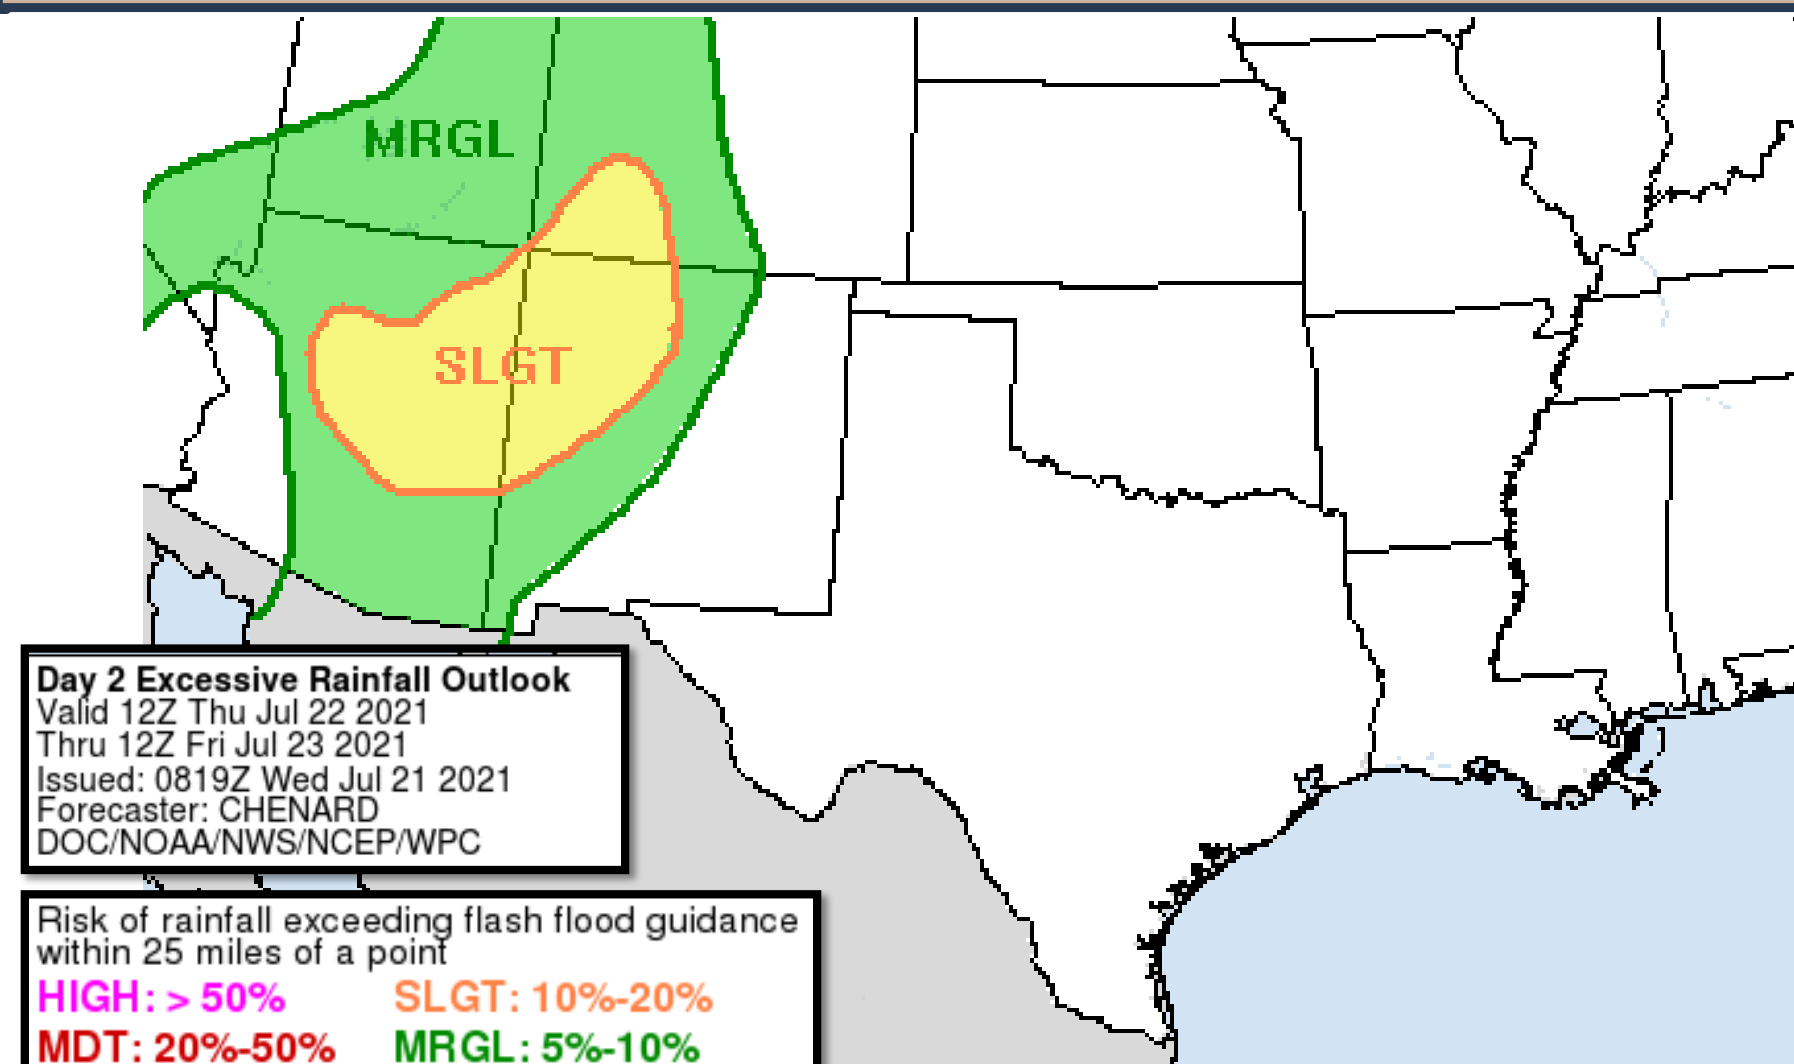 MRGL
SLGT
Day 2 Excessive Rainfall Outlook
Valid 12Z Thu Jul 22 2021
Thru 12Z Fri Jul 23 2021
Issued: 0819Z Wed Jul 21 2021
Forecaster: CHENARD
DOC/NOAA/NWS/NCEP/WPC
Risk of rainfall exceeding flash flood guidance
within 25 miles of a point
HIGH: > 50% SLGT: 10%-20%
MDT: 20%-50% MRGL: 5%-10%